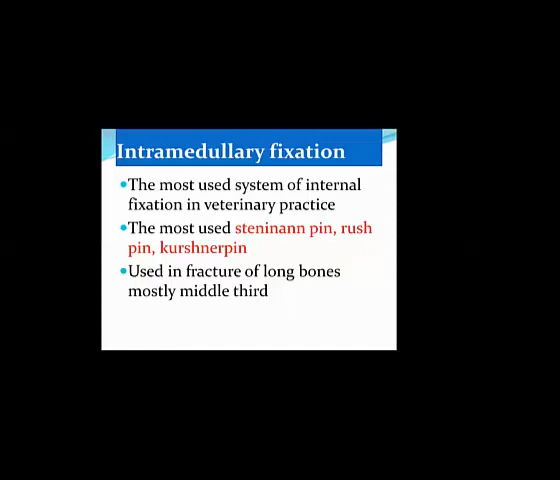 Intramedullary fixation
•The most used system of internal
fixation in veterinary practice
•The most used steninann pin, rush
pin, kurshnerpin
•Used in fracture of long bones
mostly middle third